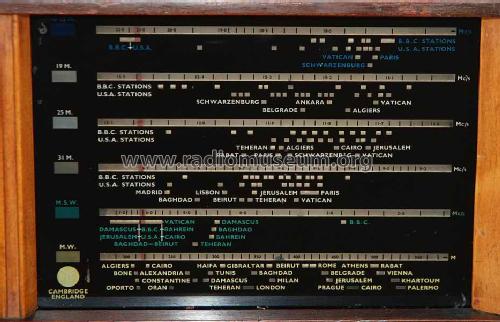 Mc/s
B.B.C. STATIONS
B.B.C. U.S.A. U.S.A. STATIONS
VATICAN PARIS
SCHWARZENBURG
19 M. Mc/s
B.B.C. STATIONS
U.S.A. STATIONS
SCHWARZENBURG ANKARA VATICAN
BELGRADE ALGIERS
25 M. Mc/s
B.B.C. STATIONS
U.S.A. STATIONS
TEHERAN ALGIERS CAIRO JERUSALEM
RABAT PARIS SCHWARZENBURG VATICAN
www.radiomuseum.org
31 M. Mc/s
B.B.C. STATIONS
U.S.A. STATIONS
MADRID LISBON JERUSALEM PARIS
BAGHDAD BEIRUT TEHERAN VATICAN
M.S.W. Mc/s
VATICAN DAMASCUS B.B.C.
DAMASCUS B.B.C. BAHREIN BAGHDAD
JERUSALEM U.S.A. CAIRO BAHREIN
BAGHDAD BEIRUT TEHERAN
M.W. M
ALGIERS CAIRO HAIFA GIBRALTAR BEIRUT ROME ATHENS RABAT
BONE ALEXANDRIA TUNIS BAGHDAD BELGRADE VIENNA
CONSTANTINE DAMASCUS MILAN JERUSALEM KHARTOUM
OPORTO ORAN TEHERAN LONDON PRAGUE CAIRO PALERMO
CAMBRIDGE
ENGLAND